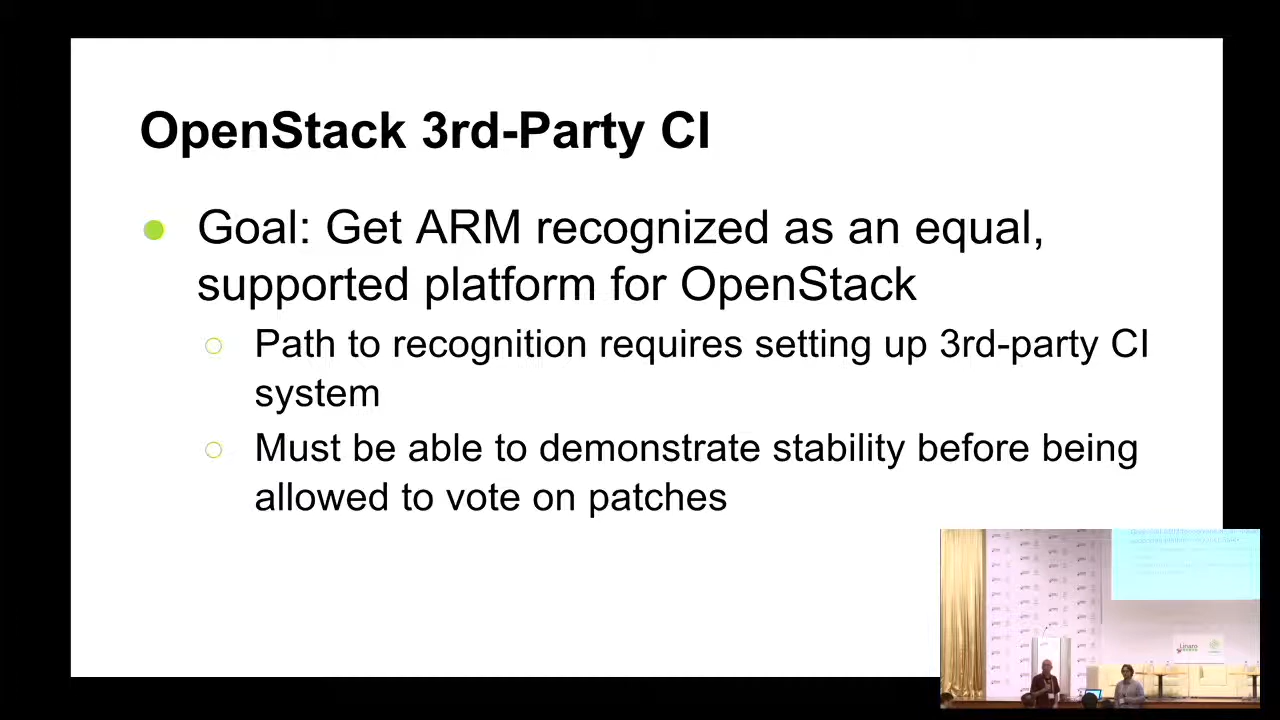 OpenStack 3rd-Party CI
Goal: Get ARM recognized as an equal,
supported platform for OpenStack
Path to recognition requires setting up 3rd-party CI
system
Must be able to demonstrate stability before being
allowed to vote on patches
Linaro